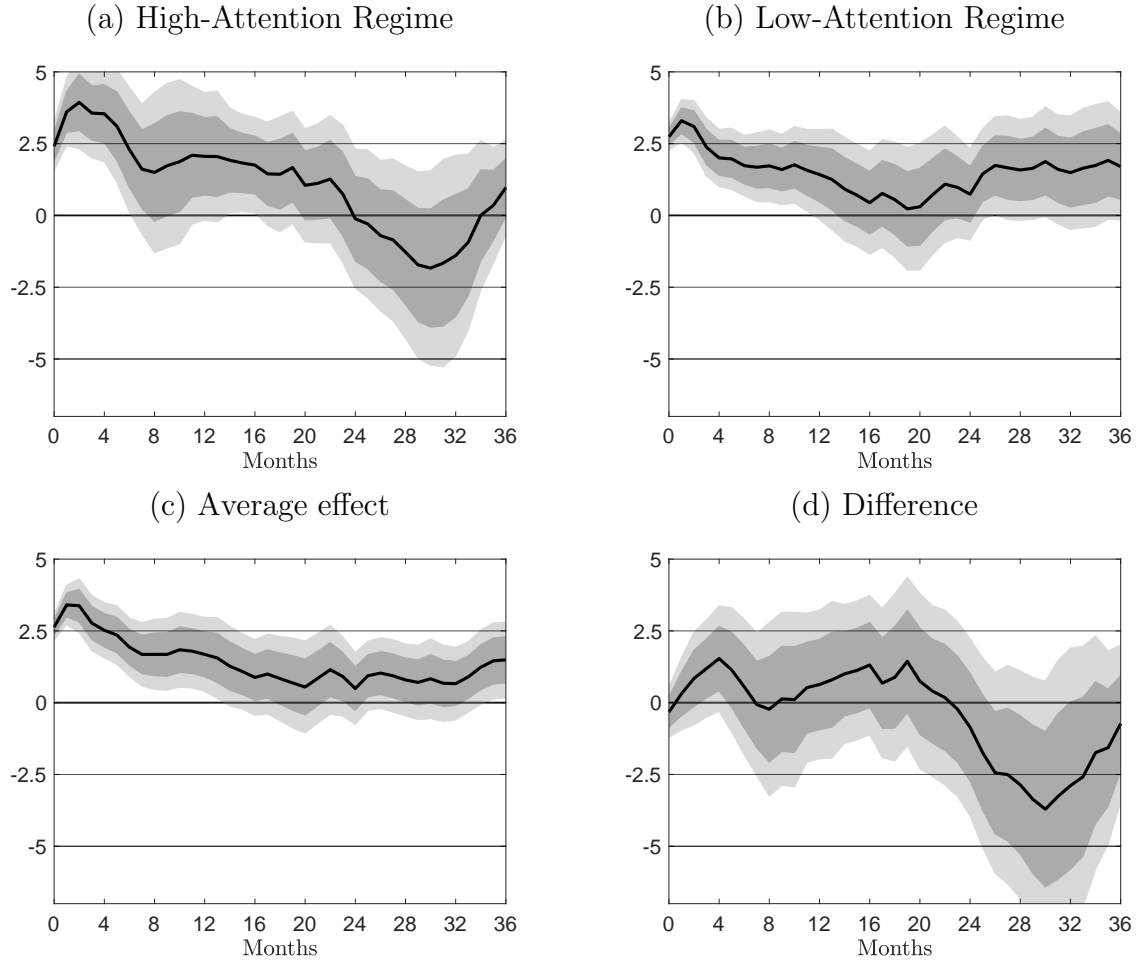 (a) High-Attention Regime
5
2.5
0
-2.5
-5
0 4 8 12 16 20 24 28 32 36
Months
(b) Low-Attention Regime
5
2.5
0
-2.5
-5
0 4 8 12 16 20 24 28 32 36
Months
(c) Average effect
5
2.5
0
-2.5
-5
0 4 8 12 16 20 24 28 32 36
Months
(d) Difference
5
2.5
0
-2.5
-5
0 4 8 12 16 20 24 28 32 36
Months